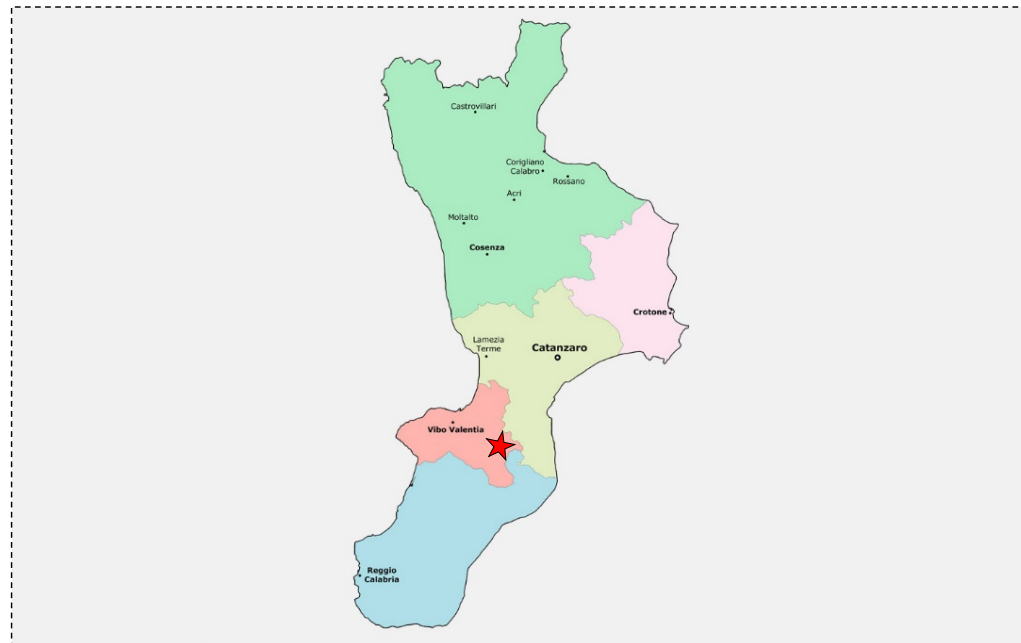 Castrovillari
Corigliano
Calabro
Rossano
Acri
Moltalto
Cosenza
Crotone
Lamezia
Terme
Catanzaro
Vibo Valentia
Reggio
Calabria